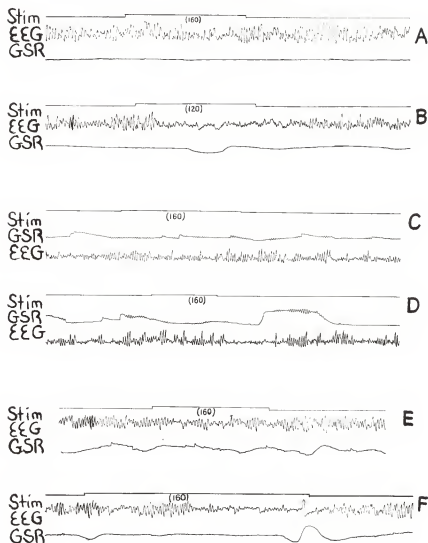 Stim
(160)
EEG
A
GSR
Stim
(120)
EEG
B
GSR
C
Stim
(160)
GSR
EEG
Stim
(160)
D
GSR
EEG
Stim
(160)
E
EEG
GSR
Stim
(160)
F
EEG
GSR